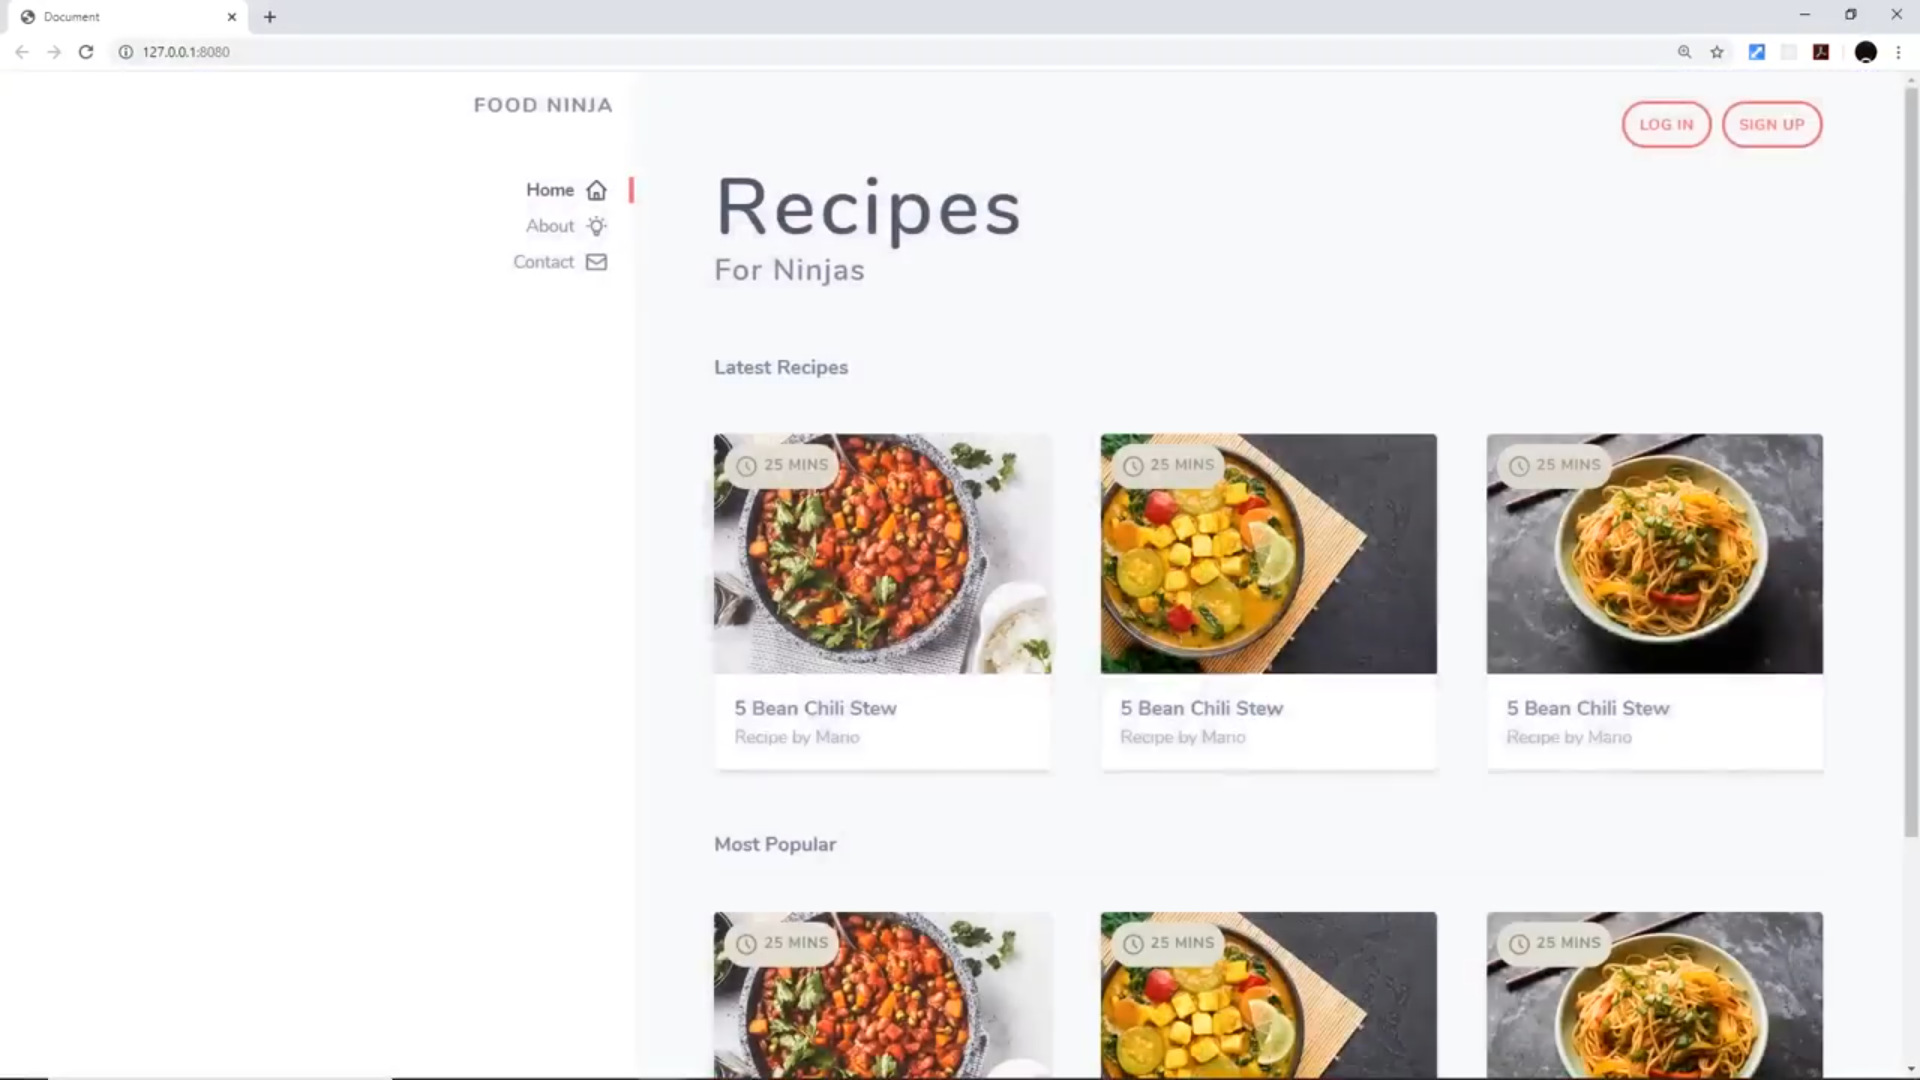 Document
127.0.0.1:8080
FOOD NINJA
LOG IN
SIGN UP
Home
About
Contact
Recipes
For Ninjas
Latest Recipes
25 MINS
25 MINS
25 MINS
5 Bean Chili Stew
Recipe by Mario
5 Bean Chili Stew
Recipe by Mario
5 Bean Chili Stew
Recipe by Mario
Most Popular
25 MINS
25 MINS
25 MINS